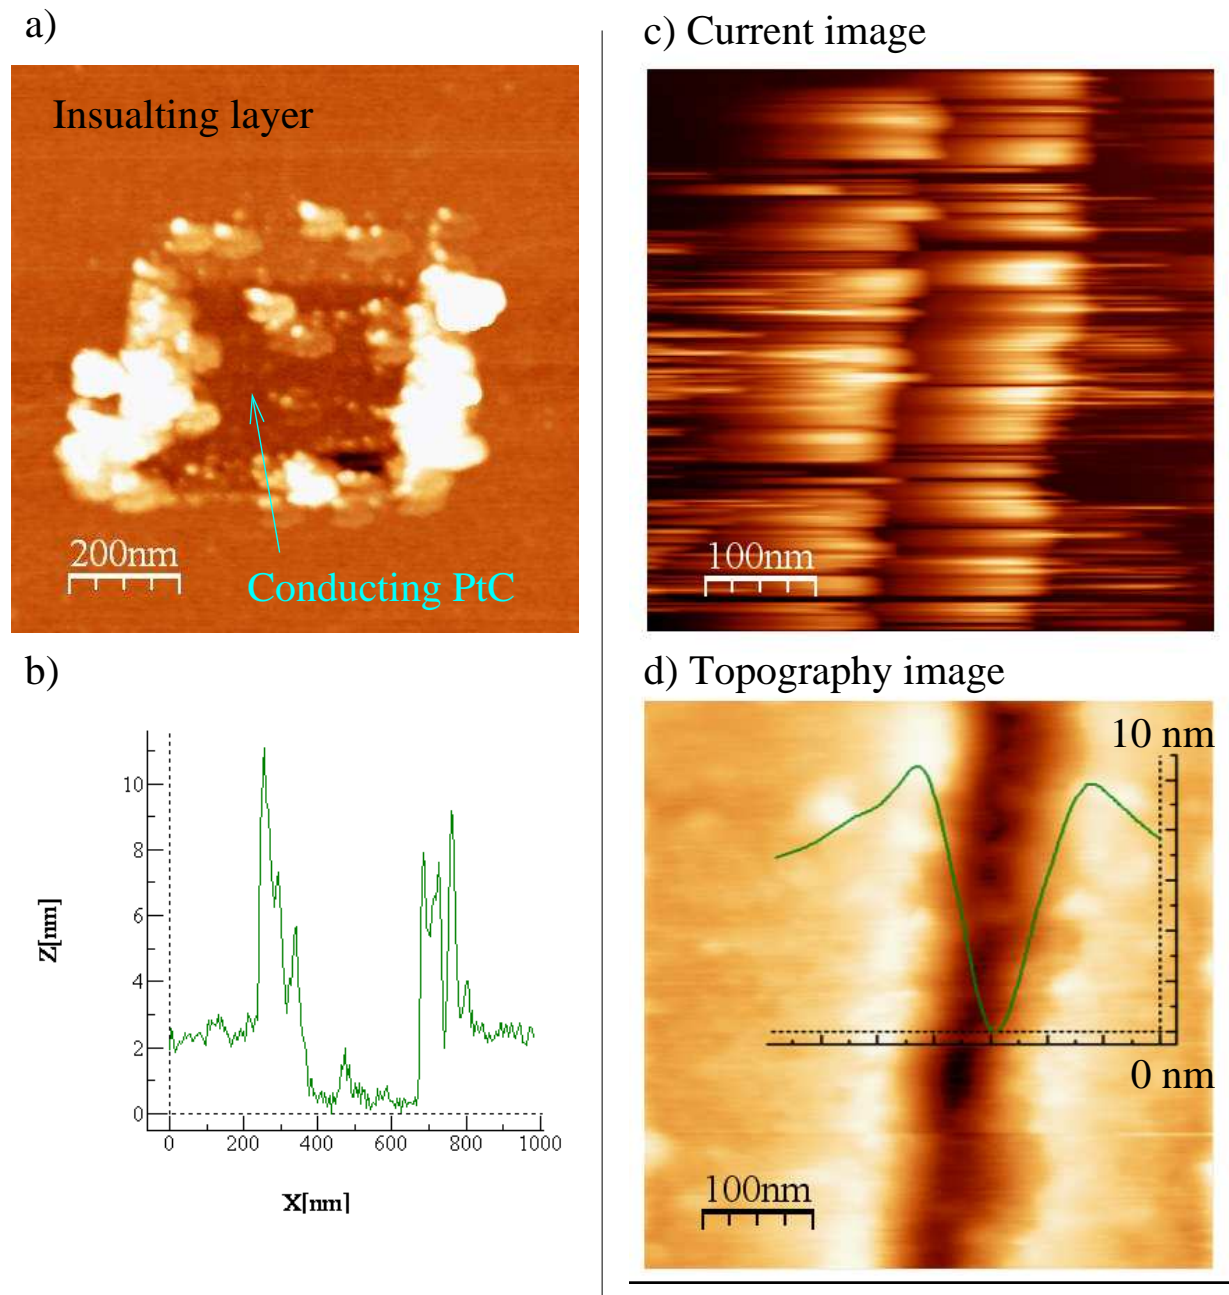 a)
Insualting layer
200nm
Conducting PtC
b)
Z[nm]
10
8
6
4
2
0
0 200 400 600 800 1000
X[nm]
c) Current image
100nm
d) Topography image
10 nm
0 nm
100nm